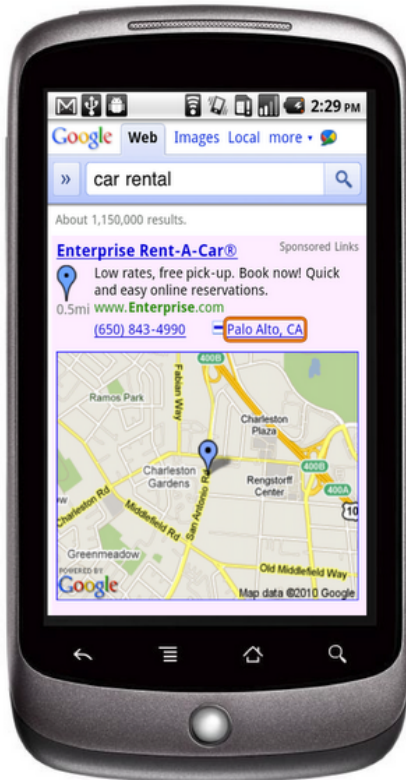 2:29 PM
Google Web Images Local more
» car rental
About 1,150,000 results.
Enterprise Rent-A-Car® Sponsored Links
Low rates, free pick-up. Book now! Quick
and easy online reservations.
0.5mi www.Enterprise.com
(650) 843-4990 Palo Alto, CA
400B
Fabian Way
Ramos Park
Charleston
Plaza
Charleston
Gardens
San Antonio Rd
400B
Rengstorff
Center
400A
Charleston Rd
Middlefield Rd
10
Greenmeadow
Old Middlefield Way
POWERED BY
Google
Map data ©2010 Google